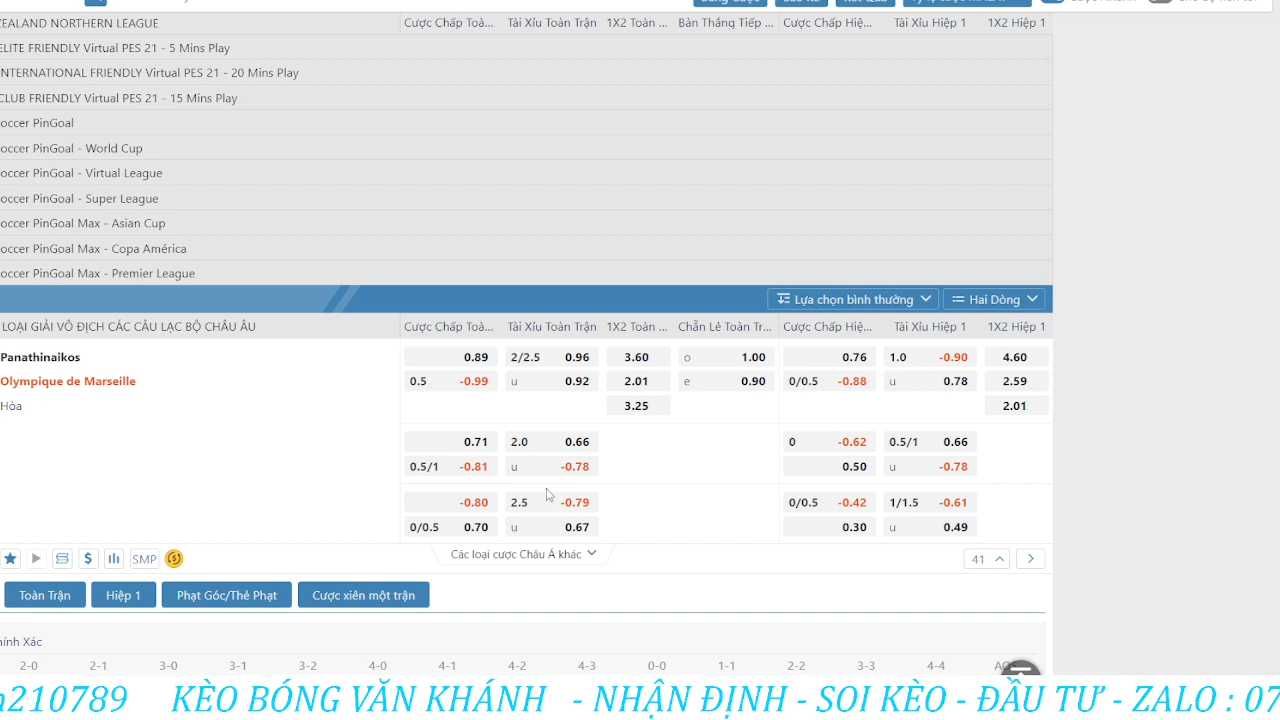 Bảng cược Bản kê Kết Quả Cược Nhanh
ZEALAND NORTHERN LEAGUE Cược Chấp Toà... Tài Xỉu Toàn Trận 1X2 Toàn ... Bàn Thắng Tiếp ... Cược Chấp Hiệ... Tài Xỉu Hiệp 1 1X2 Hiệp 1
ELITE FRIENDLY Virtual PES 21 - 5 Mins Play
INTERNATIONAL FRIENDLY Virtual PES 21 - 20 Mins Play
CLUB FRIENDLY Virtual PES 21 - 15 Mins Play
occer PinGoal
occer PinGoal - World Cup
occer PinGoal - Virtual League
occer PinGoal - Super League
occer PinGoal Max - Asian Cup
occer PinGoal Max - Copa América
occer PinGoal Max - Premier League
Lựa chọn bình thường Hai Dòng
LOẠI GIẢI VÔ ĐỊCH CÁC CÂU LẠC BỘ CHÂU ÂU Cược Chấp Toà... Tài Xỉu Toàn Trận 1X2 Toàn ... Chẵn Lẻ Toàn Tr... Cược Chấp Hiệ... Tài Xỉu Hiệp 1 1X2 Hiệp 1
Panathinaikos 0.89 2/2.5 0.96 3.60 o 1.00 0.76 1.0 -0.90 4.60
Olympique de Marseille 0.5 -0.99 u 0.92 2.01 e 0.90 0/0.5 -0.88 u 0.78 2.59
Hòa 3.25 2.01
0.71 2.0 0.66 0 -0.62 0.5/1 0.66
0.5/1 -0.81 u -0.78 0.50 u -0.78
-0.80 2.5 -0.79 0/0.5 -0.42 1/1.5 -0.61
0/0.5 0.70 u 0.67 0.30 u 0.49
SMP Các loại cược Châu Á khác 41
Toàn Trận Hiệp 1 Phạt Góc/Thẻ Phạt Cược xiên một trận
hính Xác
2-0 2-1 3-0 3-1 3-2 4-0 4-1 4-2 4-3 0-0 1-1 2-2 3-3 4-4 AOS
n210789 KÈO BÓNG VĂN KHÁNH - NHẬN ĐỊNH - SOI KÈO - ĐẦU TƯ - ZALO : 07